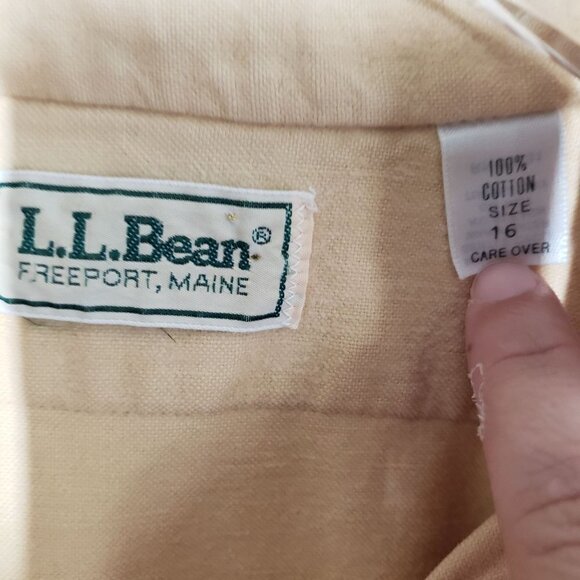 L.L.Bean®
FREEPORT, MAINE
100%
COTTON
SIZE
16
CARE OVER